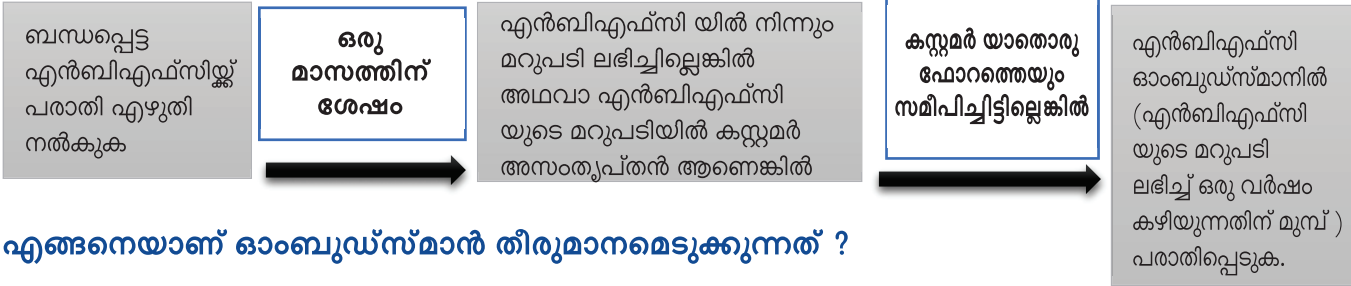 ബന്ധപ്പെട്ട
എൻബിഎഫ്സിയ്ക്ക്
പരാതി എഴുതി
നൽകുക
ഒരു
മാസത്തിന്
ശേഷം
എൻബിഎഫ്സി യിൽ നിന്നും
മറുപടി ലഭിച്ചില്ലെങ്കിൽ
അഥവാ എൻബിഎഫ്സി
യുടെ മറുപടിയിൽ കസ്റ്റമർ
അസംതൃപ്തൻ ആണെങ്കിൽ
കസ്റ്റമർ യാതൊരു
ഫോറത്തെയും
സമീപിച്ചിട്ടില്ലെങ്കിൽ
എൻബിഎഫ്സി
ഓംബുഡ്സ്മാനിൽ
(എൻബിഎഫ്സി
യുടെ മറുപടി
ലഭിച്ച് ഒരു വർഷം
കഴിയുന്നതിന് മുമ്പ് )
പരാതിപ്പെടുക.
എങ്ങനെയാണ് ഓംബുഡ്സ്മാൻ തീരുമാനമെടുക്കുന്നത് ?